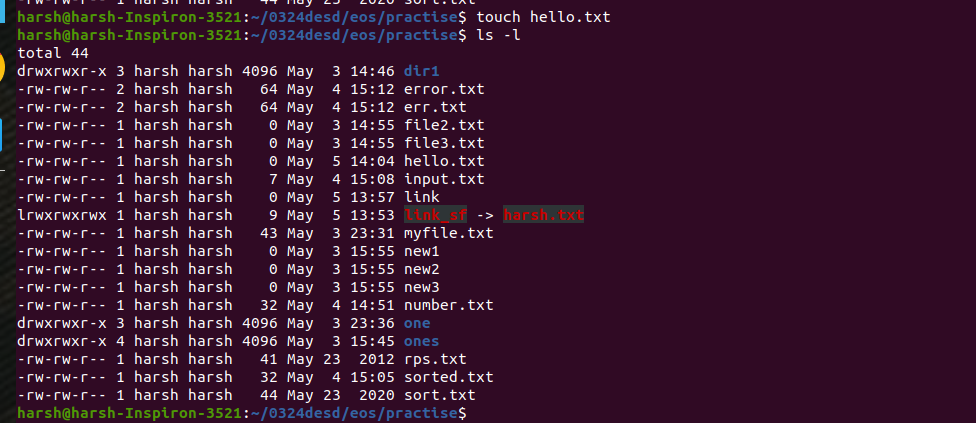 44 May 23  2020 sort.txt
harsh@harsh-Inspiron-3521:~/0324desd/eos/practise$ touch hello.txt
harsh@harsh-Inspiron-3521:~/0324desd/eos/practise$ ls -l
total 44
drwxrwxr-x 3 harsh harsh 4096 May  3 14:46 dir1
-rw-rw-r-- 2 harsh harsh   64 May  4 15:12 error.txt
-rw-rw-r-- 2 harsh harsh   64 May  4 15:12 err.txt
-rw-rw-r-- 1 harsh harsh    0 May  3 14:55 file2.txt
-rw-rw-r-- 1 harsh harsh    0 May  3 14:55 file3.txt
-rw-rw-r-- 1 harsh harsh    0 May  5 14:04 hello.txt
-rw-rw-r-- 1 harsh harsh    7 May  4 15:08 input.txt
-rw-rw-r-- 1 harsh harsh    0 May  5 13:57 link
lrwxrwxrwx 1 harsh harsh    9 May  5 13:53 link_sf -> harsh.txt
-rw-rw-r-- 1 harsh harsh   43 May  3 23:31 myfile.txt
-rw-rw-r-- 1 harsh harsh    0 May  3 15:55 new1
-rw-rw-r-- 1 harsh harsh    0 May  3 15:55 new2
-rw-rw-r-- 1 harsh harsh    0 May  3 15:55 new3
-rw-rw-r-- 1 harsh harsh   32 May  4 14:51 number.txt
drwxrwxr-x 3 harsh harsh 4096 May  3 23:36 one
drwxrwxr-x 4 harsh harsh 4096 May  3 15:45 ones
-rw-rw-r-- 1 harsh harsh   41 May 23  2012 rps.txt
-rw-rw-r-- 1 harsh harsh   32 May  4 15:05 sorted.txt
-rw-rw-r-- 1 harsh harsh   44 May 23  2020 sort.txt
harsh@harsh-Inspiron-3521:~/0324desd/eos/practise$